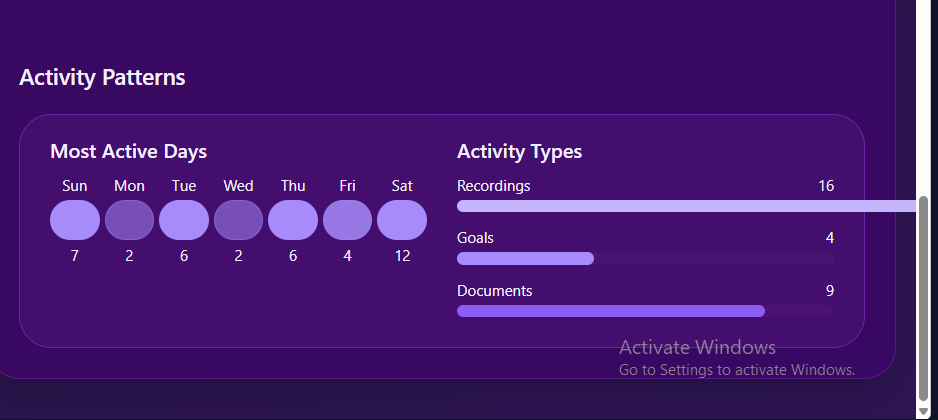 Activity Patterns
Most Active Days
Sun Mon Tue Wed Thu Fri Sat
7 2 6 2 6 4 12
Activity Types
Recordings 16
Goals 4
Documents 9
Activate Windows
Go to Settings to activate Windows.